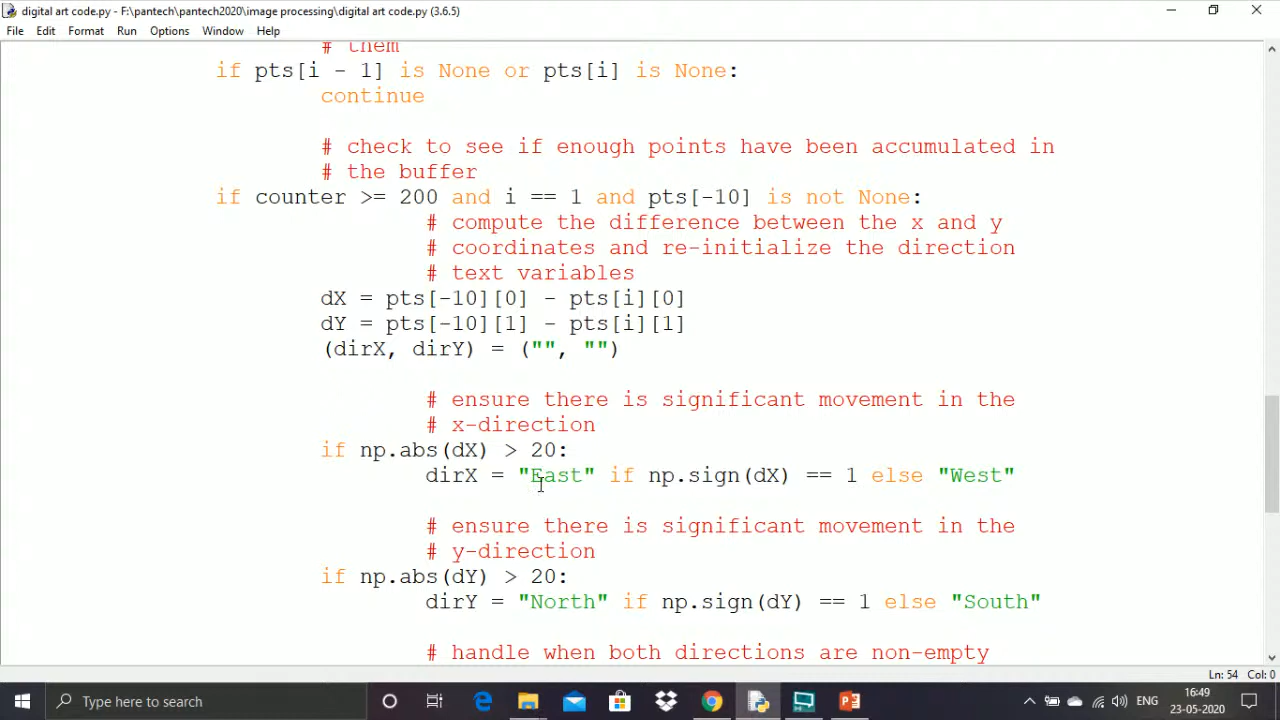 digital art code.py - F:\pantech\pantech2020\image processing\digital art code.py (3.6.5)
File Edit Format Run Options Window Help
# them
if pts[i - 1] is None or pts[i] is None:
continue
# check to see if enough points have been accumulated in
# the buffer
if counter >= 200 and i == 1 and pts[-10] is not None:
# compute the difference between the x and y
# coordinates and re-initialize the direction
# text variables
dX = pts[-10][0] - pts[i][0]
dY = pts[-10][1] - pts[i][1]
(dirX, dirY) = ("", "")
# ensure there is significant movement in the
# x-direction
if np.abs(dX) > 20:
dirX = "East" if np.sign(dX) == 1 else "West"
# ensure there is significant movement in the
# y-direction
if np.abs(dY) > 20:
dirY = "North" if np.sign(dY) == 1 else "South"
# handle when both directions are non-empty
Ln: 54 Col: 0
Type here to search
ENG
16:49
23-05-2020